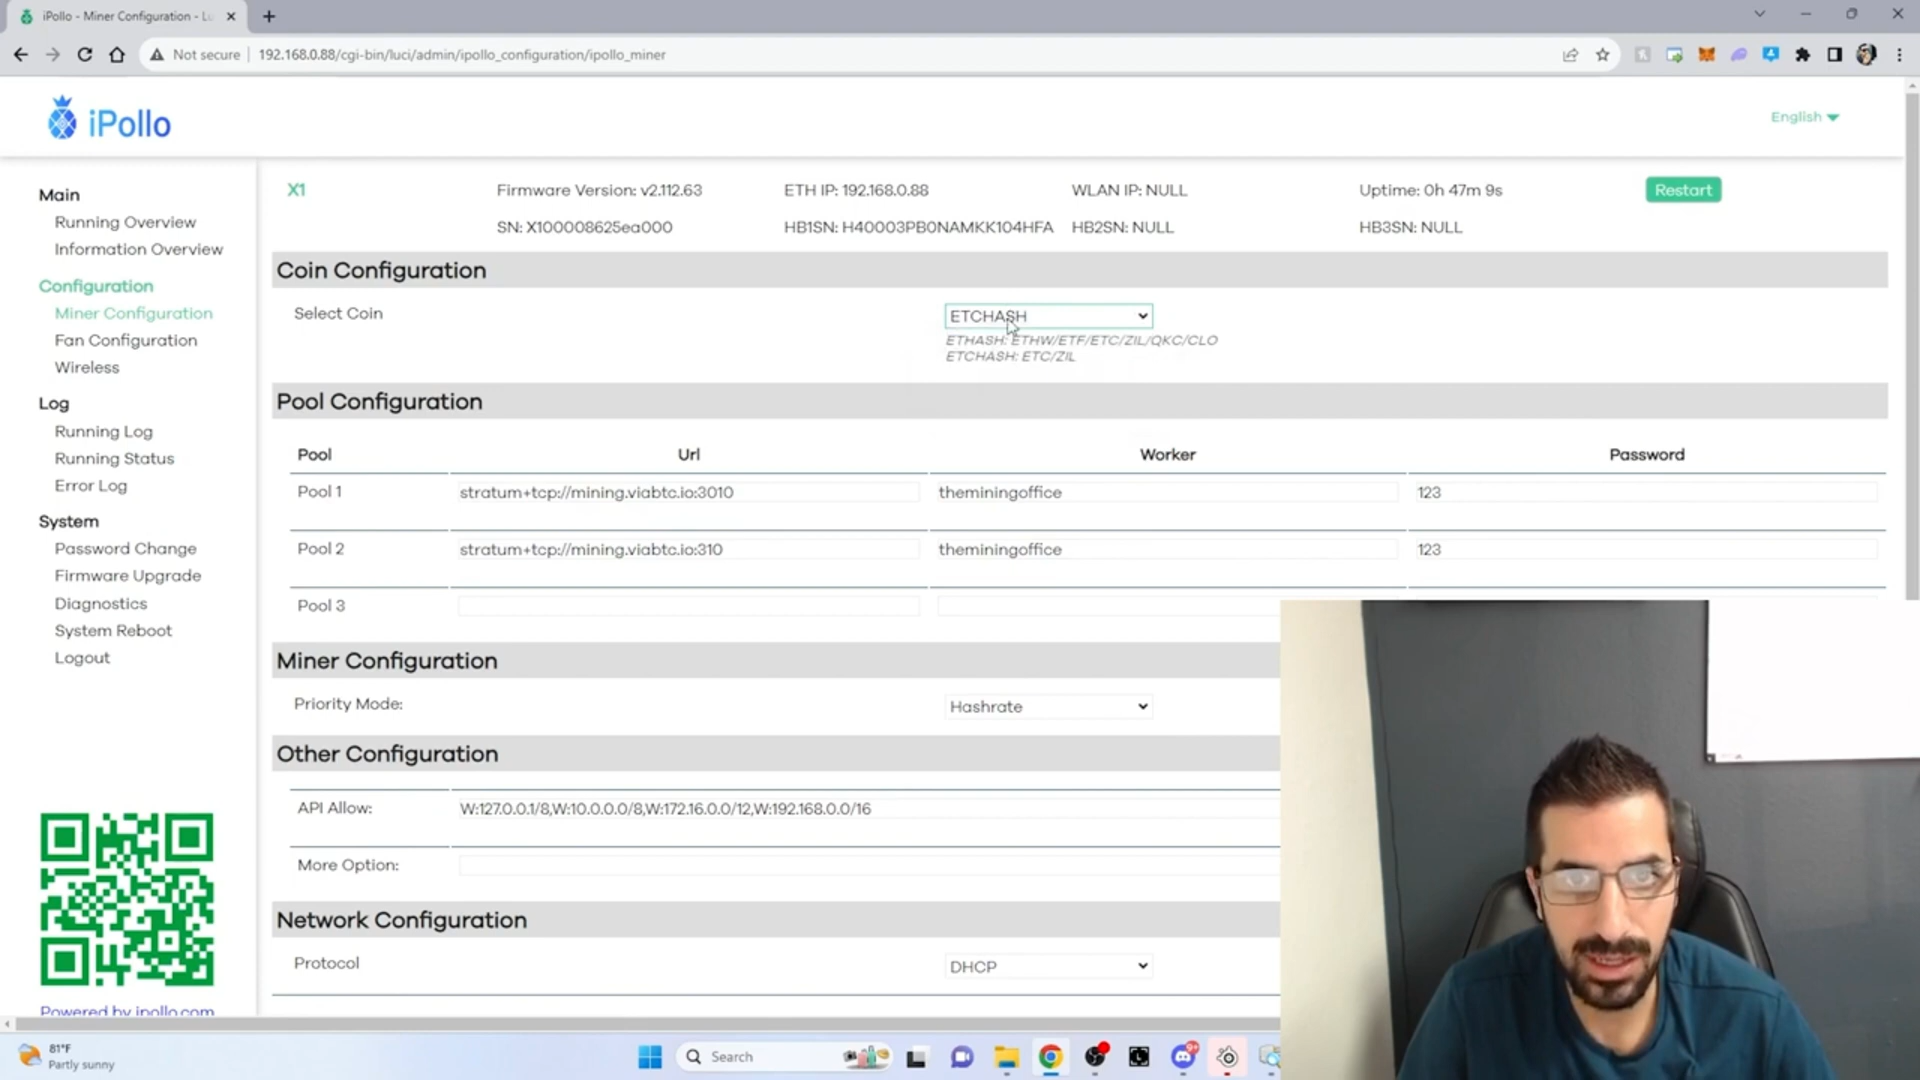 iPollo - Miner Configuration - L
Not secure
192.168.0.88/cgi-bin/luci/admin/ipollo_configuration/ipollo_miner
iPollo
English
Main
Running Overview
Information Overview
Configuration
Miner Configuration
Fan Configuration
Wireless
Log
Running Log
Running Status
Error Log
System
Password Change
Firmware Upgrade
Diagnostics
System Reboot
Logout
Powered by ipollo.com
X1
Firmware Version: v2.112.63
ETH IP: 192.168.0.88
WLAN IP: NULL
Uptime: 0h 47m 9s
Restart
SN: X100008625ea000
HB1SN: H40003PB0NAMKK104HFA
HB2SN: NULL
HB3SN: NULL
Coin Configuration
Select Coin
ETCHASH
ETHASH: ETHW/ETF/ETC/ZIL/QKC/CLO
ETCHASH: ETC/ZIL
Pool Configuration
Pool Url Worker Password
Pool 1 stratum+tcp://mining.viabtc.io:3010 theminingoffice 123
Pool 2 stratum+tcp://mining.viabtc.io:310 theminingoffice 123
Pool 3
Miner Configuration
Priority Mode: Hashrate
Other Configuration
API Allow: W:127.0.0.1/8,W:10.0.0.0/8,W:172.16.0.0/12,W:192.168.0.0/16
More Option:
Network Configuration
Protocol DHCP
81°F
Partly sunny
Search